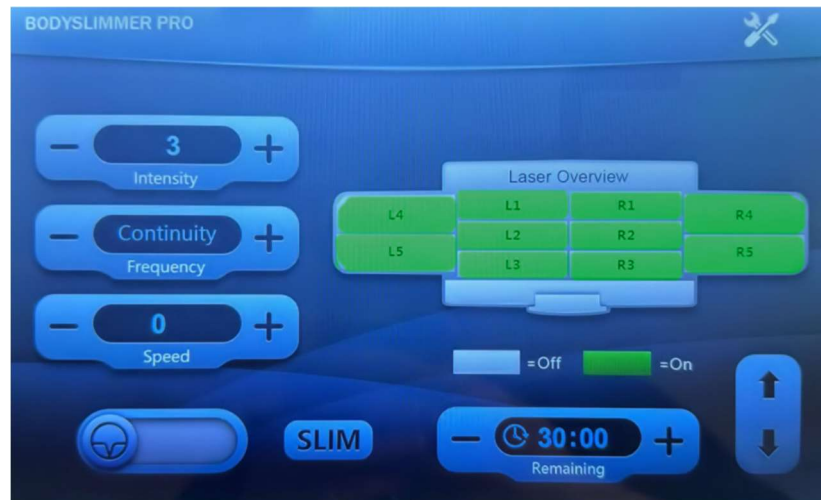 BODYSLIMMER PRO
3
Intensity
Continuity
Frequency
0
Speed
Laser Overview
L4
L1
R1
R4
L2
R2
L5
R5
L3
R3
=Off
=On
SLIM
30:00
Remaining